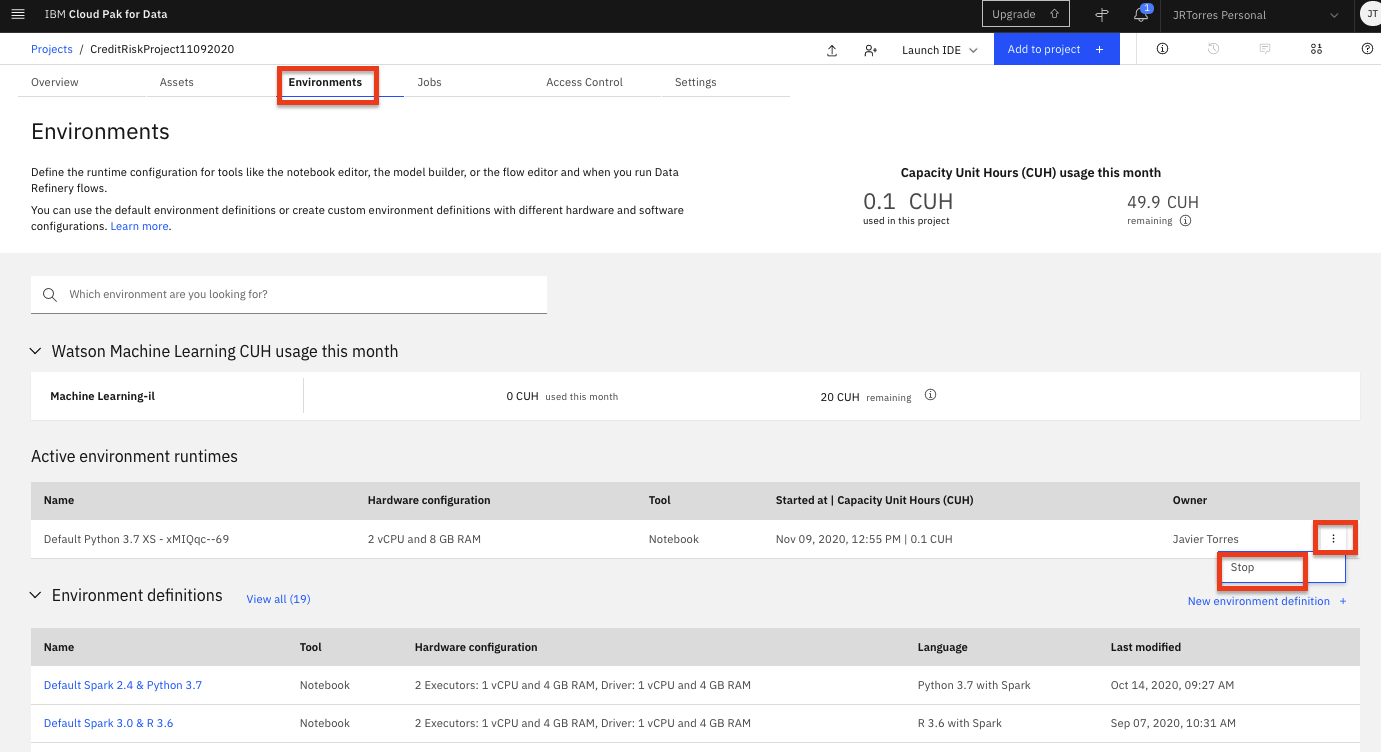 IBM Cloud Pak for Data
Upgrade
1
JRTorres Personal
JT
Projects / CreditRiskProject11092020
Launch IDE
Add to project +
Overview
Assets
Environments
Jobs
Access Control
Settings
Environments
Define the runtime configuration for tools like the notebook editor, the model builder, or the flow editor and when you run Data
Refinery flows.
You can use the default environment definitions or create custom environment definitions with different hardware and software
configurations. Learn more.
Capacity Unit Hours (CUH) usage this month
0.1 CUH
used in this project
49.9 CUH
remaining
Which environment are you looking for?
Watson Machine Learning CUH usage this month
Machine Learning-il
0 CUH used this month
20 CUH remaining
Active environment runtimes
Name Hardware configuration Tool Started at | Capacity Unit Hours (CUH) Owner
Default Python 3.7 XS - xMIQqc--69 2 vCPU and 8 GB RAM Notebook Nov 09, 2020, 12:55 PM | 0.1 CUH Javier Torres
Stop
Environment definitions View all (19)
New environment definition +
Name Tool Hardware configuration Language Last modified
Default Spark 2.4 & Python 3.7 Notebook 2 Executors: 1 vCPU and 4 GB RAM, Driver: 1 vCPU and 4 GB RAM Python 3.7 with Spark Oct 14, 2020, 09:27 AM
Default Spark 3.0 & R 3.6 Notebook 2 Executors: 1 vCPU and 4 GB RAM, Driver: 1 vCPU and 4 GB RAM R 3.6 with Spark Sep 07, 2020, 10:31 AM